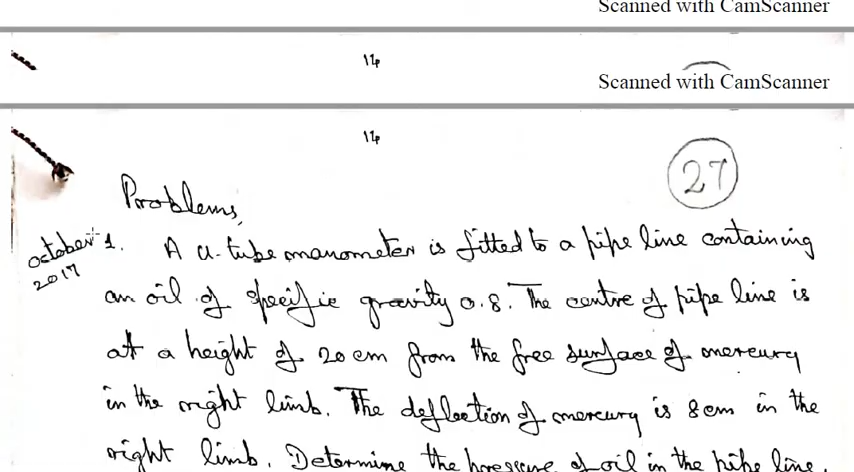 Scanned with CamScanner
14
Scanned with CamScanner
14
27
Problems,
October 2017
1. A U-tube manometer is fitted to a pipe line containing
an oil of specific gravity 0.8. The centre of pipe line is
at a height of 20 cm from the free surface of mercury
in the right limb. The deflection of mercury is 8 cm in the
right limb. Determine the pressure of oil in the pipe line.